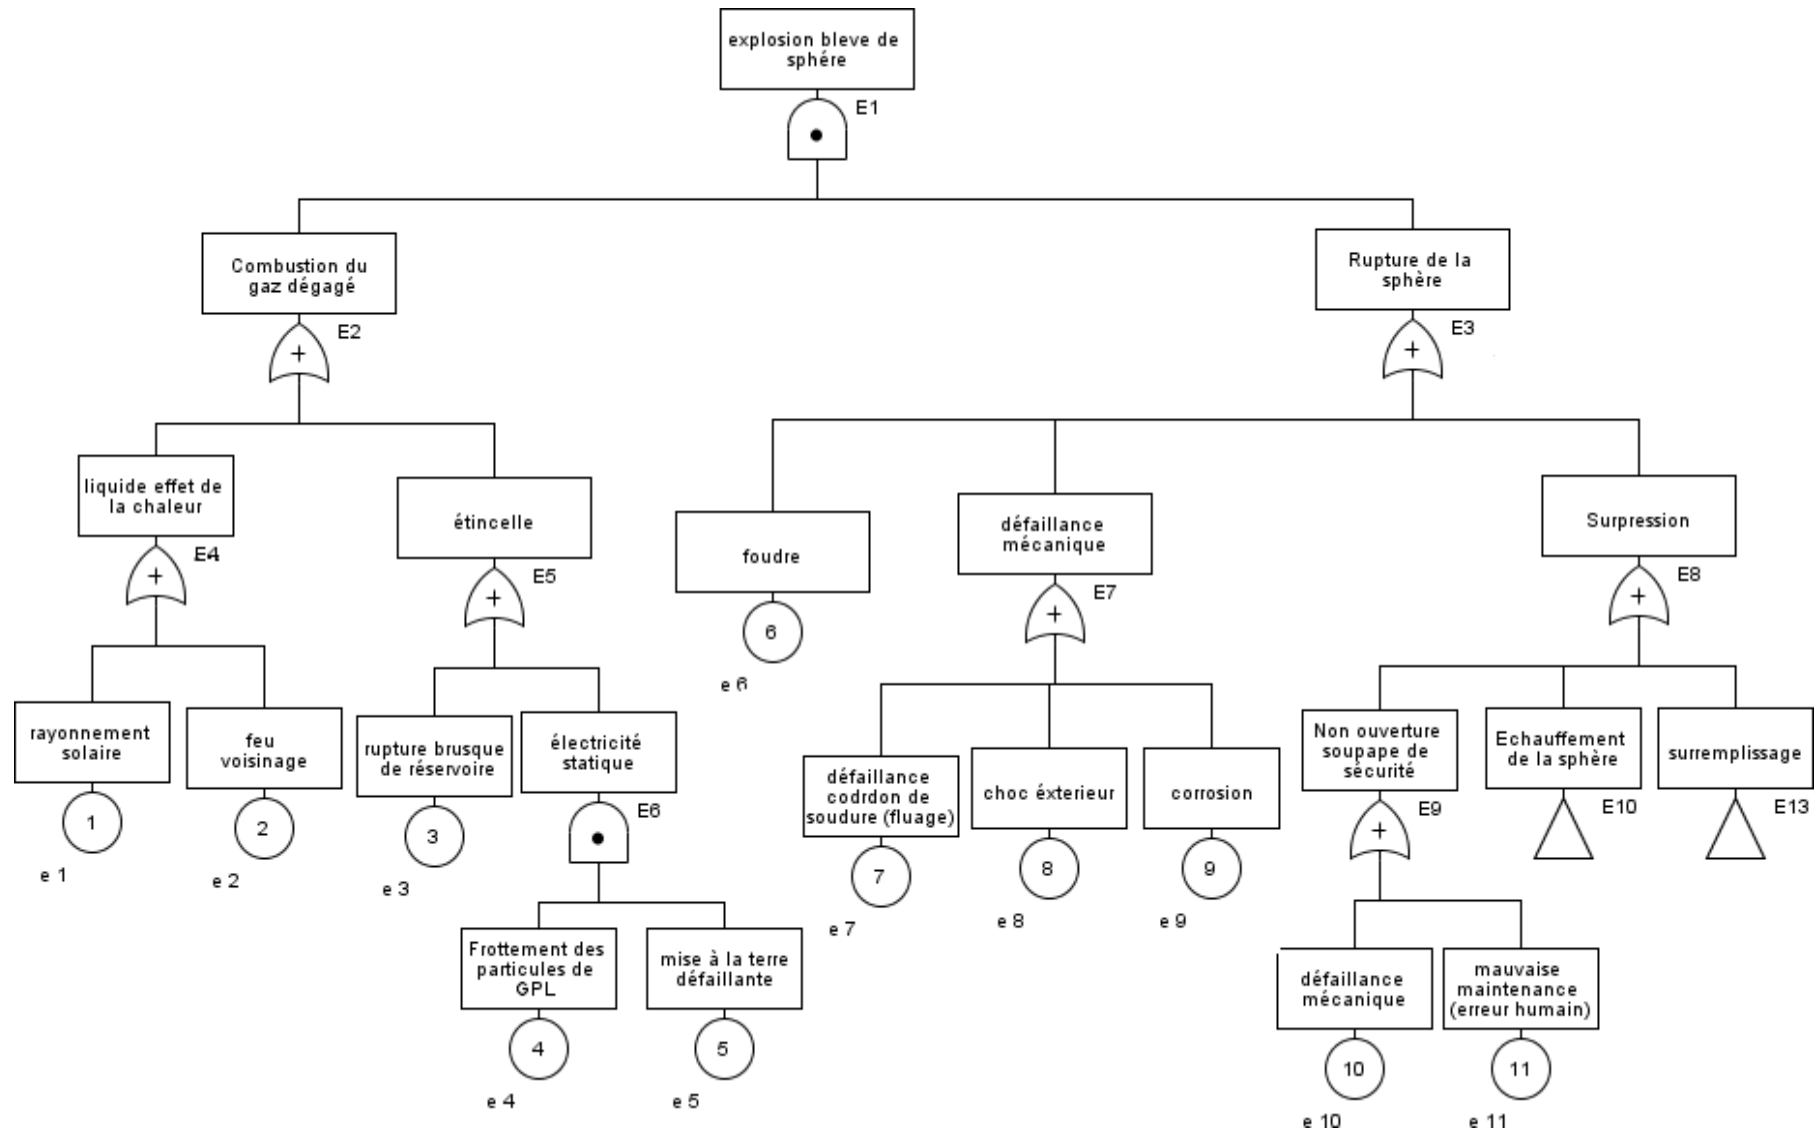 explosion bleve de
sphére
E1
Combustion du
gaz dégagé
E2
Rupture de la
sphère
E3
liquide effet de
la chaleur
E4
étincelle
E5
foudre
6
e 6
défaillance
mécanique
E7
Surpression
E8
rayonnement
solaire
1
e 1
feu
voisinage
2
e 2
rupture brusque
de réservoire
3
e 3
électricité
statique
E6
défaillance
codrdon de
soudure (fluage)
7
e 7
choc éxterieur
8
e 8
corrosion
9
e 9
Non ouverture
soupape de
sécurité
E9
Echauffement
de la sphère
E10
surremplissage
E13
Frottement des
particules de
GPL
4
e 4
mise à la terre
défaillante
5
e 5
défaillance
mécanique
10
e 10
mauvaise
maintenance
(erreur humain)
11
e 11